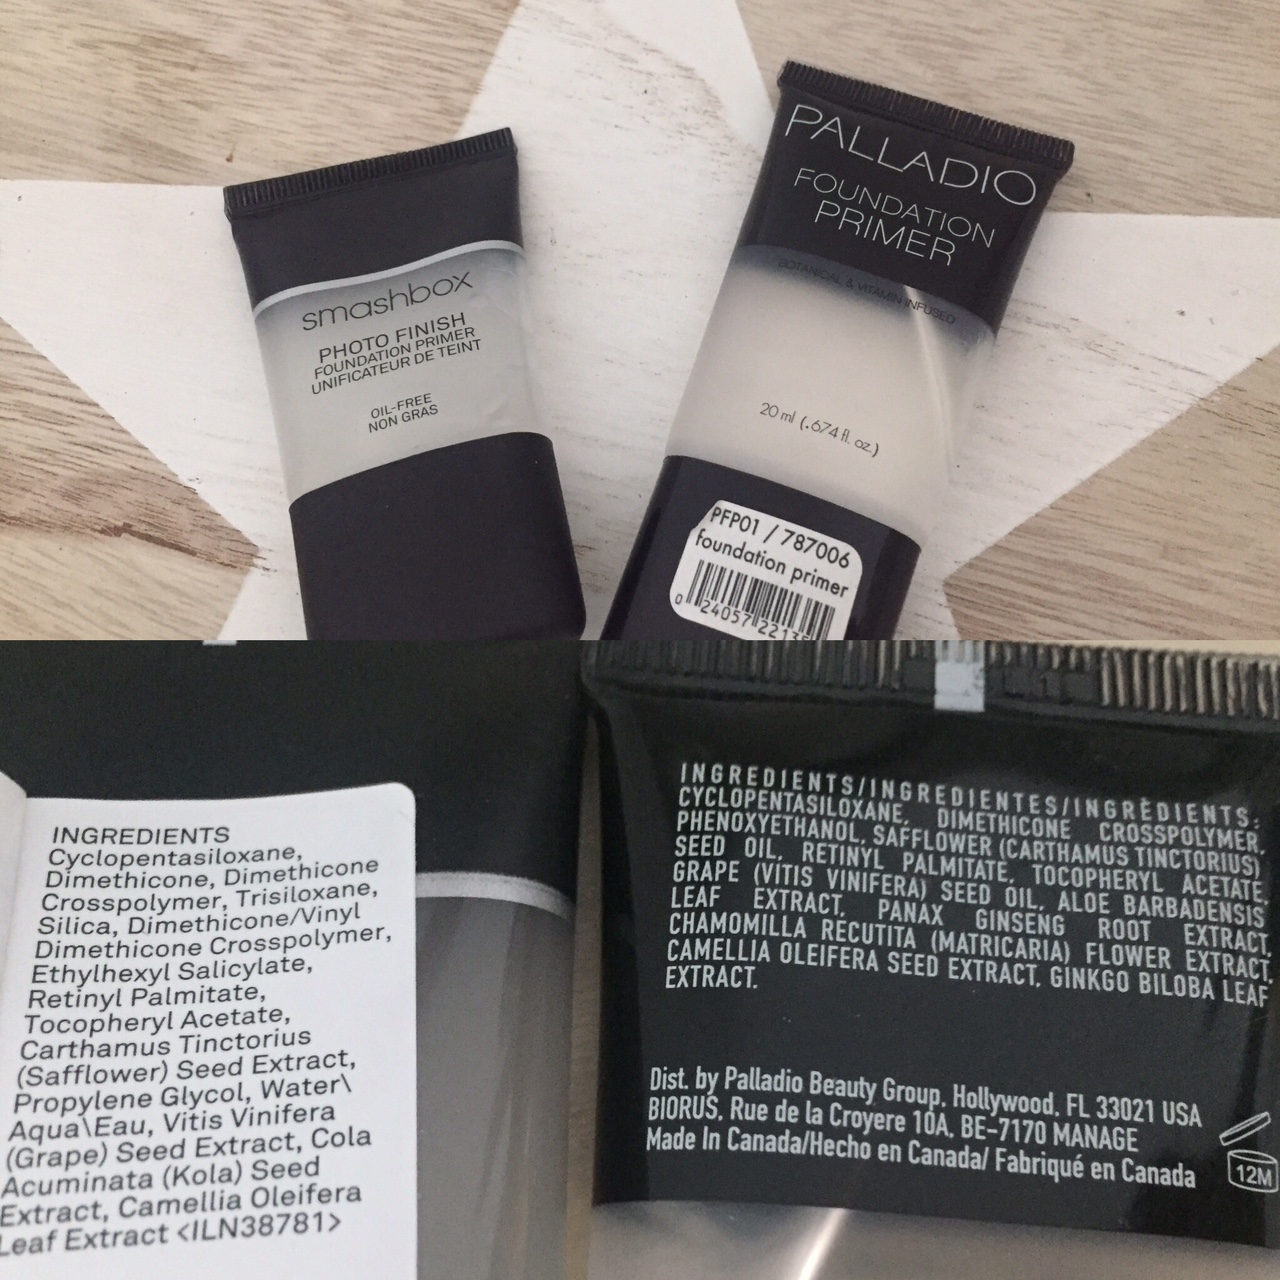 smashbox
PHOTO FINISH
FOUNDATION PRIMER
UNIFICATEUR DE TEINT
OIL-FREE
NON GRAS
PALLADIO
FOUNDATION
PRIMER
BOTANICAL & VITAMIN INFUSED
20 ml (.674 fl. oz.)
PFP01 / 787006
foundation primer
0 24057 2213
INGREDIENTS
Cyclopentasiloxane,
Dimethicone, Dimethicone
Crosspolymer, Trisiloxane,
Silica, Dimethicone/Vinyl
Dimethicone Crosspolymer,
Ethylhexyl Salicylate,
Retinyl Palmitate,
Tocopheryl Acetate,
Carthamus Tinctorius
(Safflower) Seed Extract,
Propylene Glycol, Water\
Aqua\Eau, Vitis Vinifera
(Grape) Seed Extract, Cola
Acuminata (Kola) Seed
Extract, Camellia Oleifera
Leaf Extract <ILN38781>
INGREDIENTS/INGREDIENTES/INGRÈDIENTS:
CYCLOPENTASILOXANE, DIMETHICONE CROSSPOLYMER,
PHENOXYETHANOL, SAFFLOWER (CARTHAMUS TINCTORIUS)
SEED OIL, RETINYL PALMITATE, TOCOPHERYL ACETATE,
GRAPE (VITIS VINIFERA) SEED OIL, ALOE BARBADENSIS
LEAF EXTRACT, PANAX GINSENG ROOT EXTRACT,
CHAMOMILLA RECUTITA (MATRICARIA) FLOWER EXTRACT,
CAMELLIA OLEIFERA SEED EXTRACT, GINKGO BILOBA LEAF
EXTRACT.
Dist. by Palladio Beauty Group, Hollywood, FL 33021 USA
BIORUS, Rue de la Croyere 10A, BE-7170 MANAGE
Made In Canada/Hecho en Canada/ Fabriqué en Canada
12M